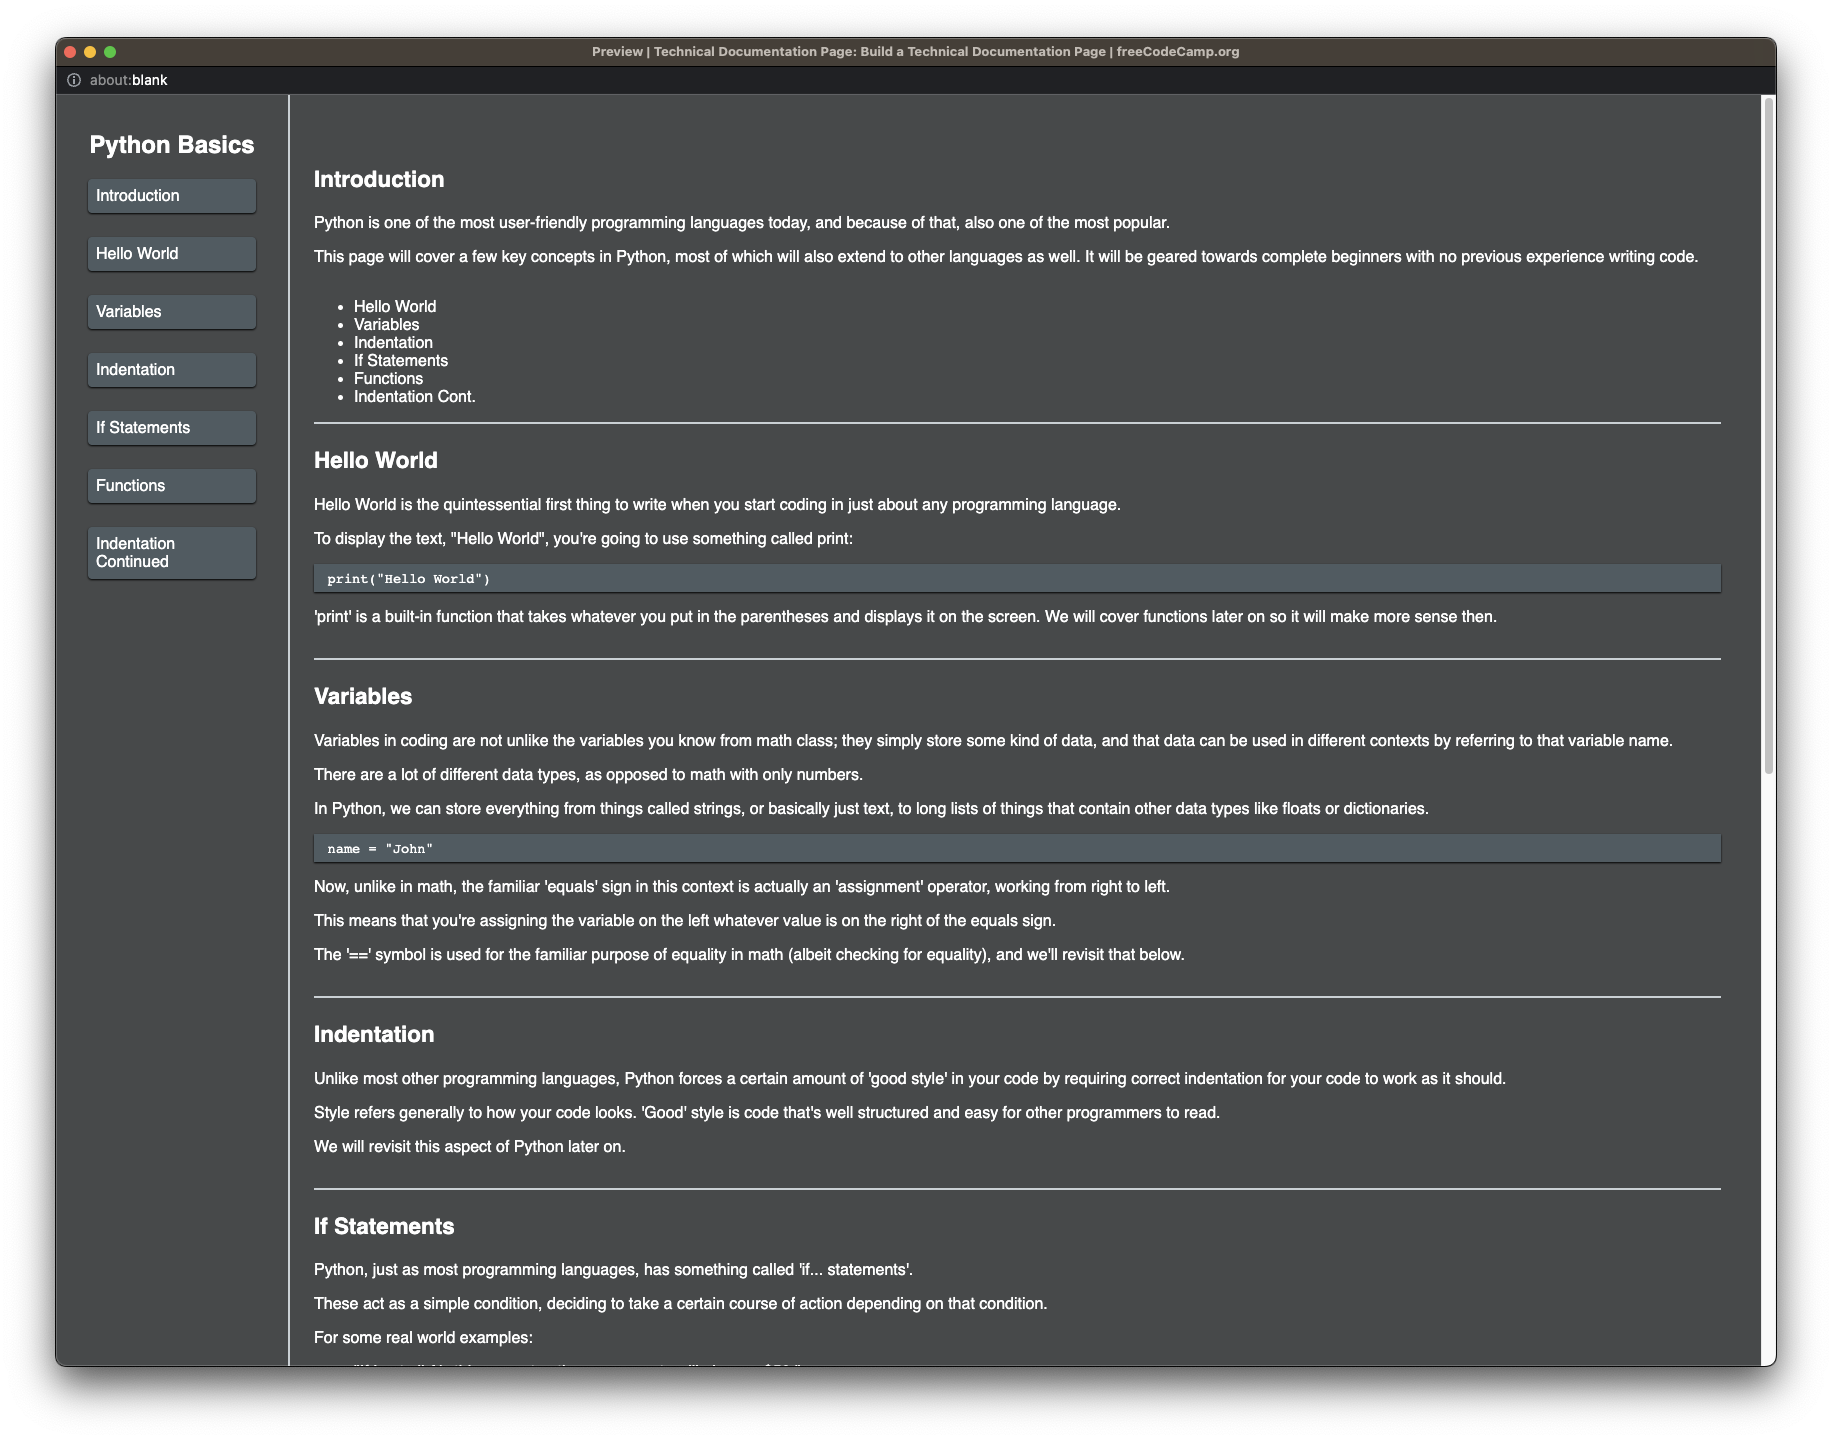 Preview | Technical Documentation Page: Build a Technical Documentation Page | freeCodeCamp.org
about:blank
Python Basics
Introduction
Hello World
Variables
Indentation
If Statements
Functions
Indentation
Continued
Introduction
Python is one of the most user-friendly programming languages today, and because of that, also one of the most popular.
This page will cover a few key concepts in Python, most of which will also extend to other languages as well. It will be geared towards complete beginners with no previous experience writing code.
• Hello World
• Variables
• Indentation
• If Statements
• Functions
• Indentation Cont.
Hello World
Hello World is the quintessential first thing to write when you start coding in just about any programming language.
To display the text, "Hello World", you're going to use something called print:
print("Hello World")
'print' is a built-in function that takes whatever you put in the parentheses and displays it on the screen. We will cover functions later on so it will make more sense then.
Variables
Variables in coding are not unlike the variables you know from math class; they simply store some kind of data, and that data can be used in different contexts by referring to that variable name.
There are a lot of different data types, as opposed to math with only numbers.
In Python, we can store everything from things called strings, or basically just text, to long lists of things that contain other data types like floats or dictionaries.
name = "John"
Now, unlike in math, the familiar 'equals' sign in this context is actually an 'assignment' operator, working from right to left.
This means that you're assigning the variable on the left whatever value is on the right of the equals sign.
The '==' symbol is used for the familiar purpose of equality in math (albeit checking for equality), and we'll revisit that below.
Indentation
Unlike most other programming languages, Python forces a certain amount of 'good style' in your code by requiring correct indentation for your code to work as it should.
Style refers generally to how your code looks. 'Good' style is code that's well structured and easy for other programmers to read.
We will revisit this aspect of Python later on.
If Statements
Python, just as most programming languages, has something called 'if... statements'.
These act as a simple condition, deciding to take a certain course of action depending on that condition.
For some real world examples: